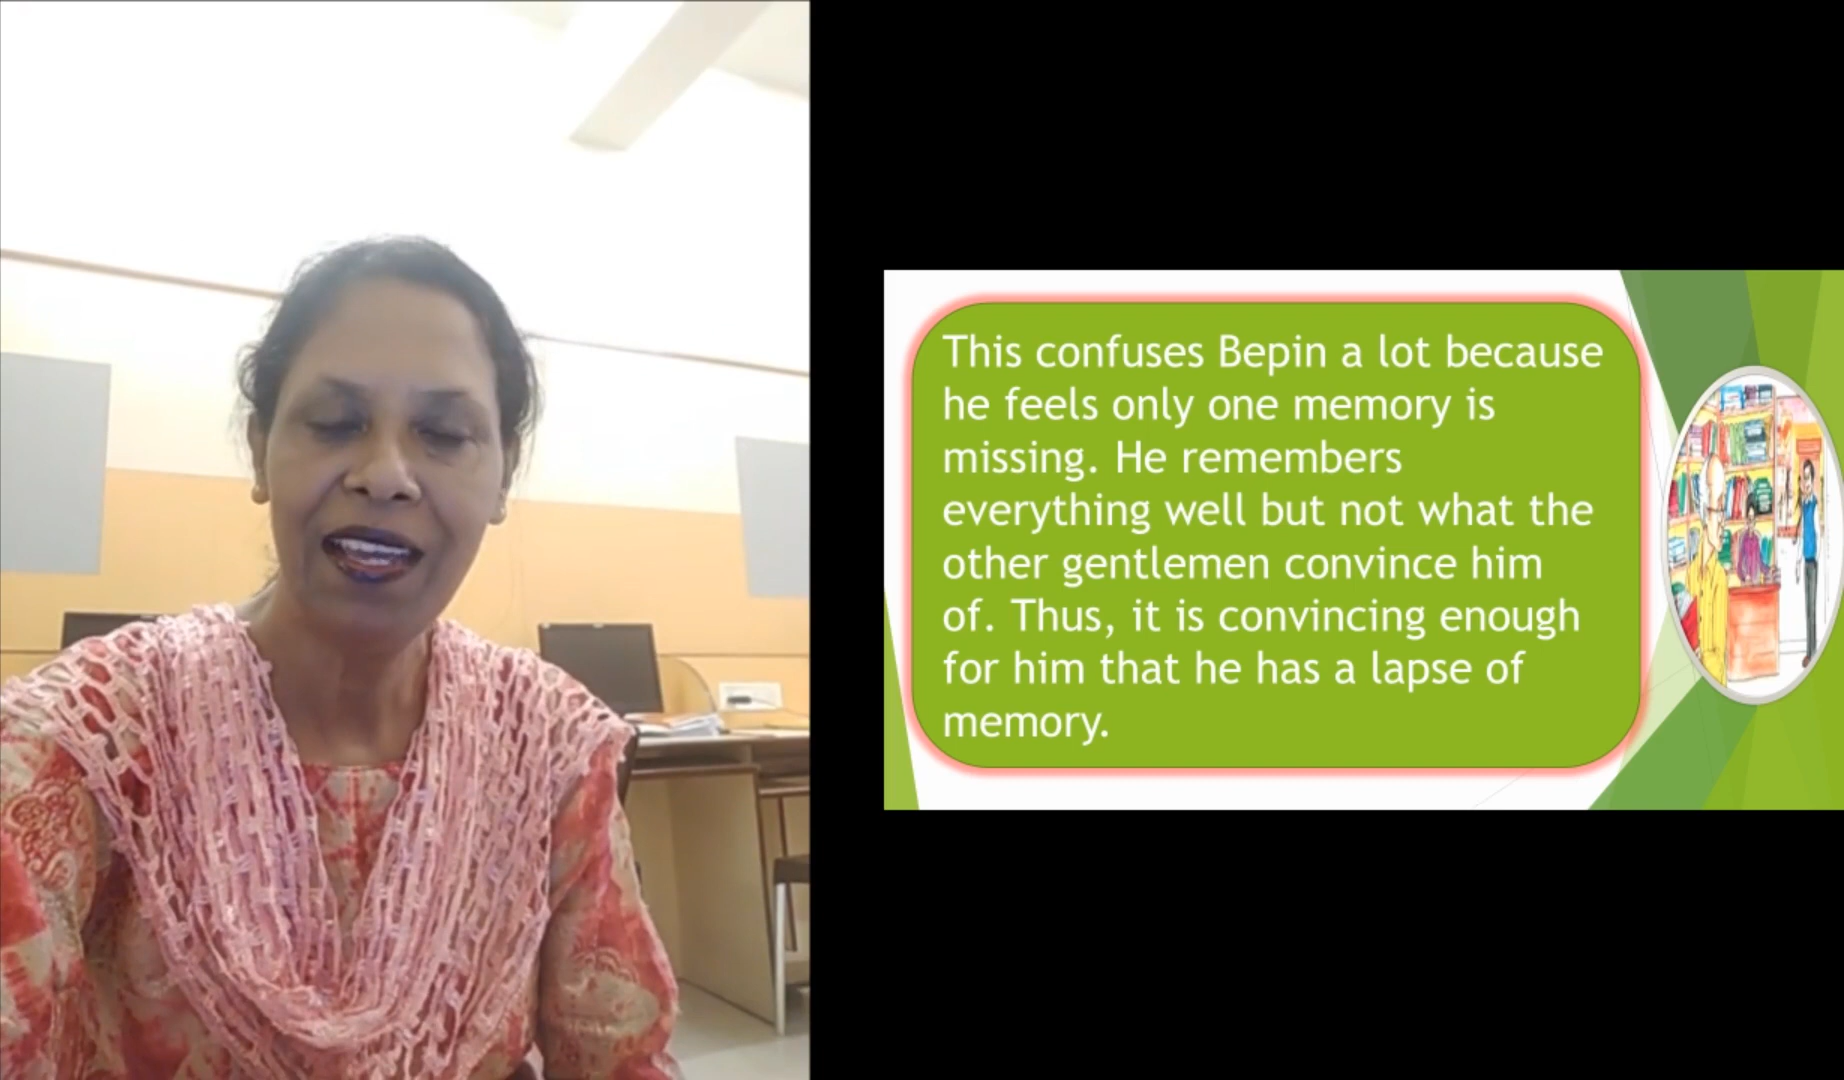 This confuses Bepin a lot because
he feels only one memory is
missing. He remembers
everything well but not what the
other gentlemen convince him
of. Thus, it is convincing enough
for him that he has a lapse of
memory.